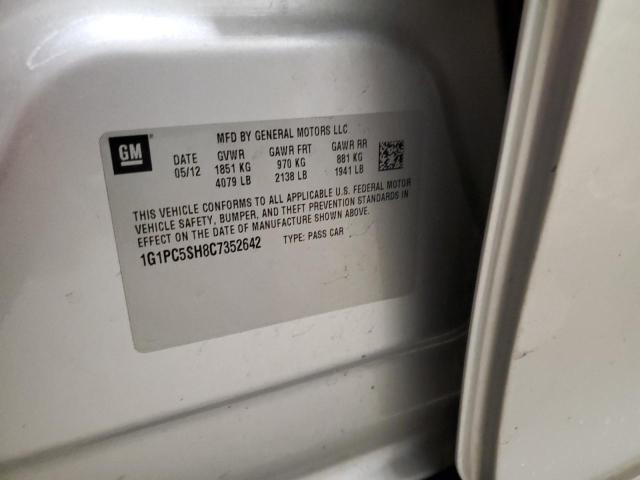 GM
MFD BY GENERAL MOTORS LLC
DATE GVWR GAWR FRT GAWR RR
05/12 1851 KG 970 KG 881 KG
4079 LB 2138 LB 1941 LB
THIS VEHICLE CONFORMS TO ALL APPLICABLE U.S. FEDERAL MOTOR
VEHICLE SAFETY, BUMPER, AND THEFT PREVENTION STANDARDS IN
EFFECT ON THE DATE OF MANUFACTURE SHOWN ABOVE.
1G1PC5SH8C7352642 TYPE: PASS CAR